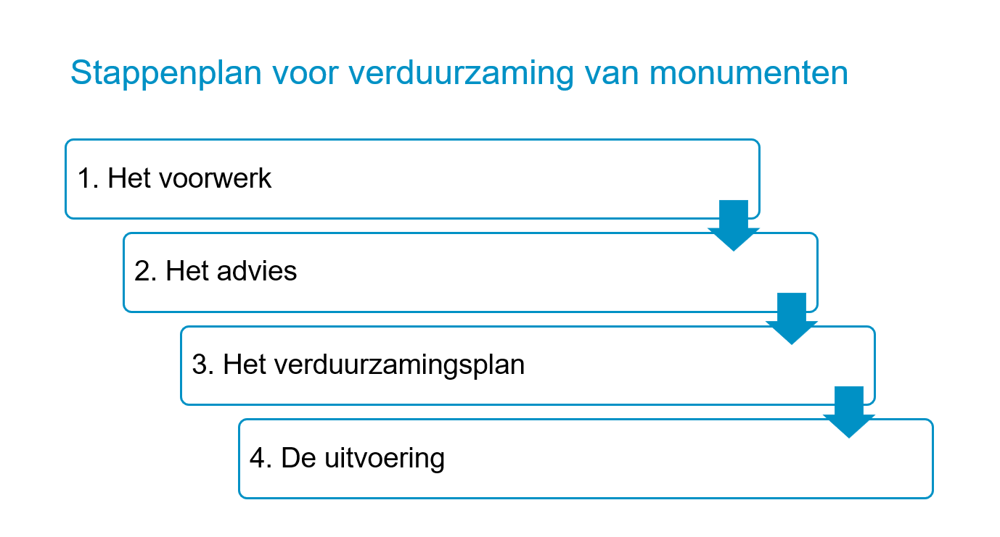 Stappenplan voor verduurzaming van monumenten
1. Het voorwerk
2. Het advies
3. Het verduurzamingsplan
4. De uitvoering